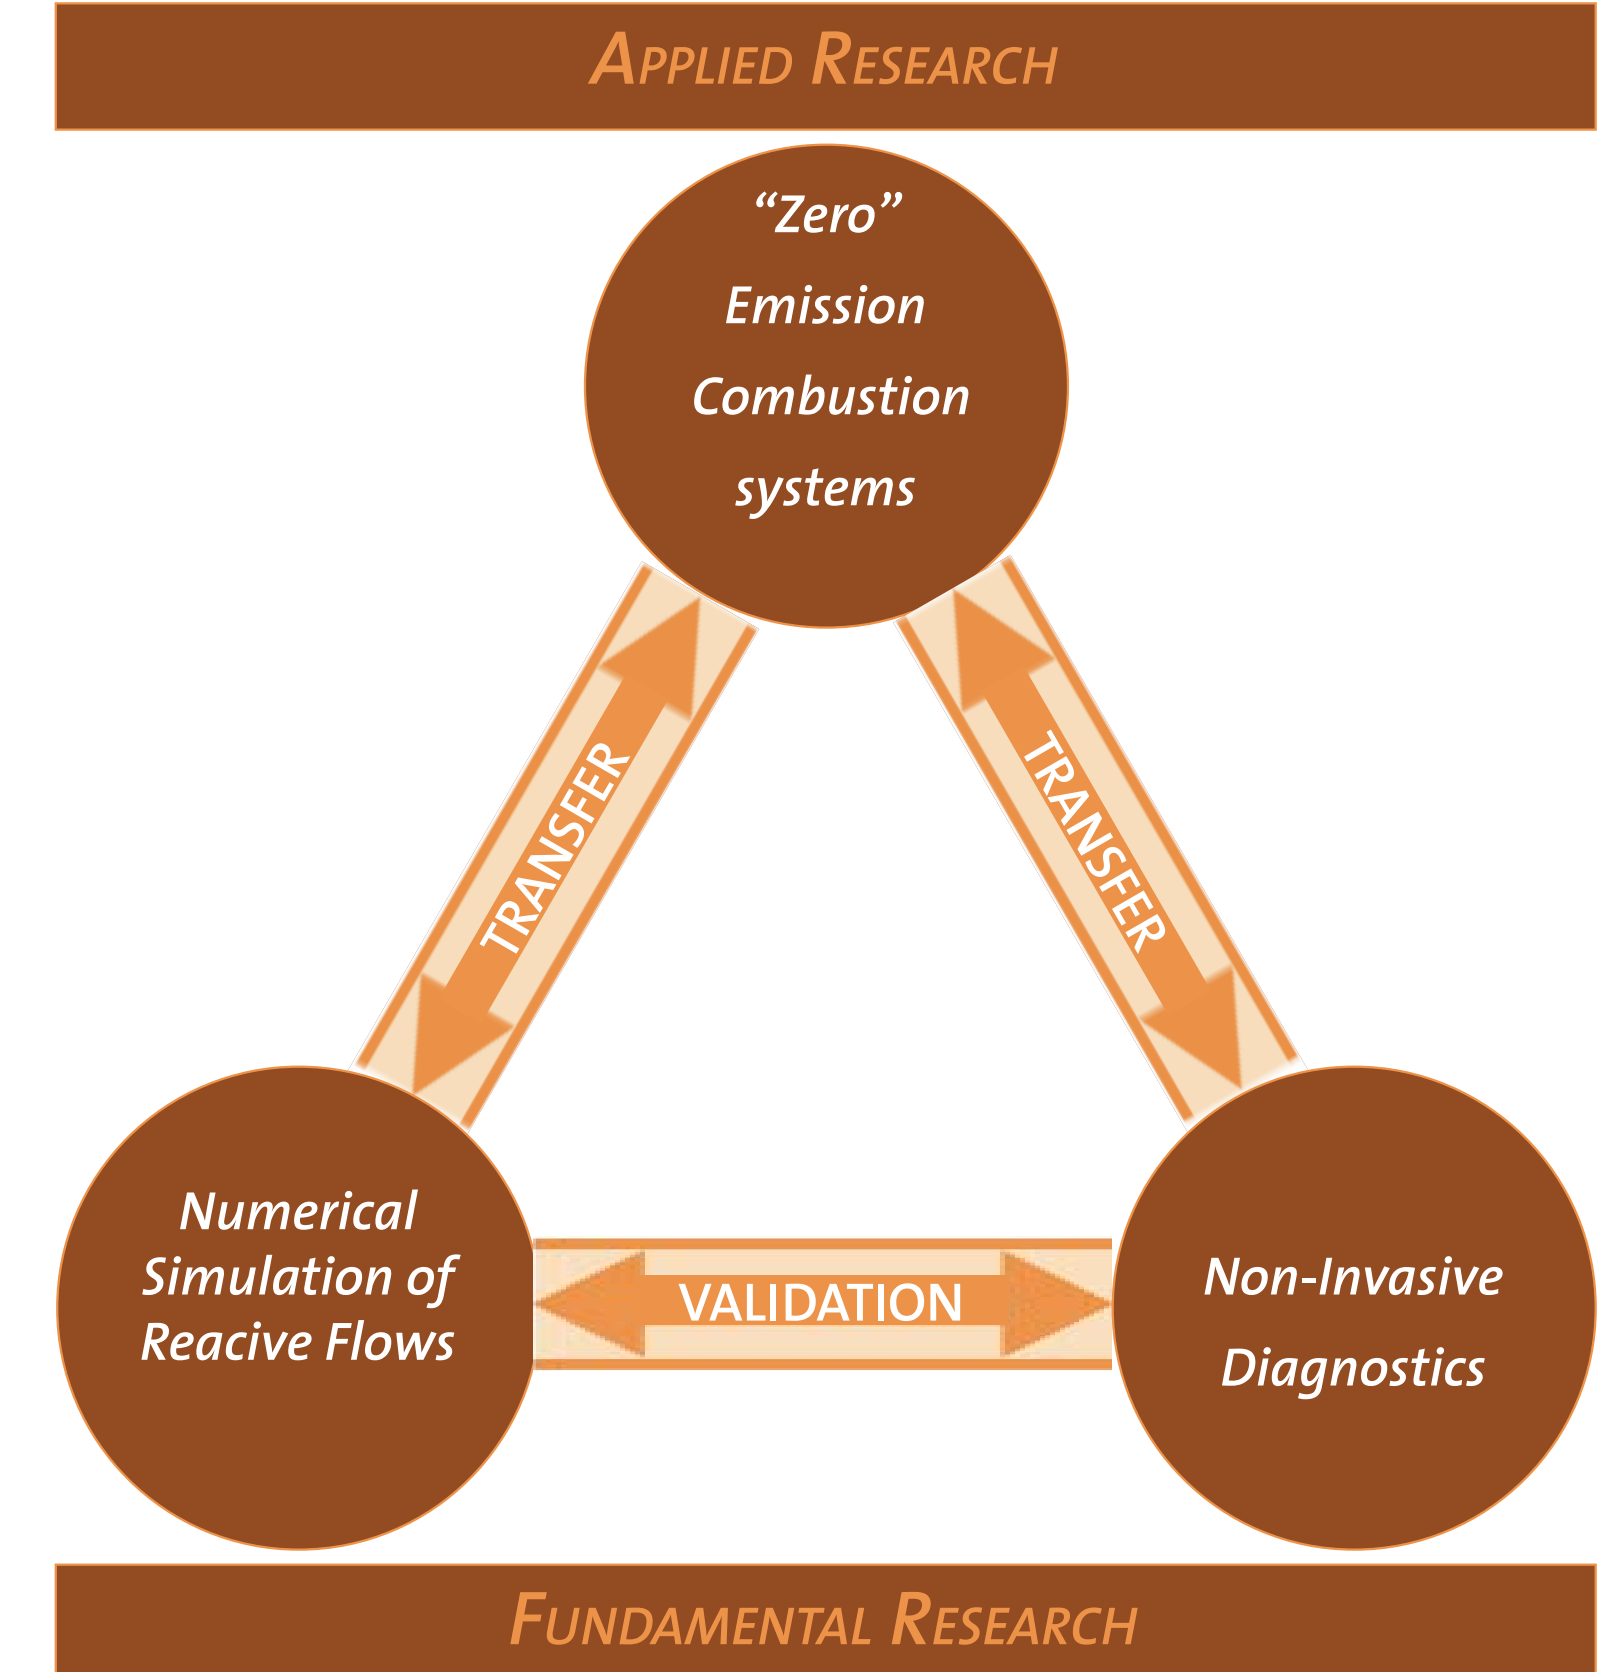 APPLIED RESEARCH
“Zero”
Emission
Combustion
systems
TRANSFER
TRANSFER
Numerical
Simulation of
Reacive Flows
VALIDATION
Non-Invasive
Diagnostics
FUNDAMENTAL RESEARCH